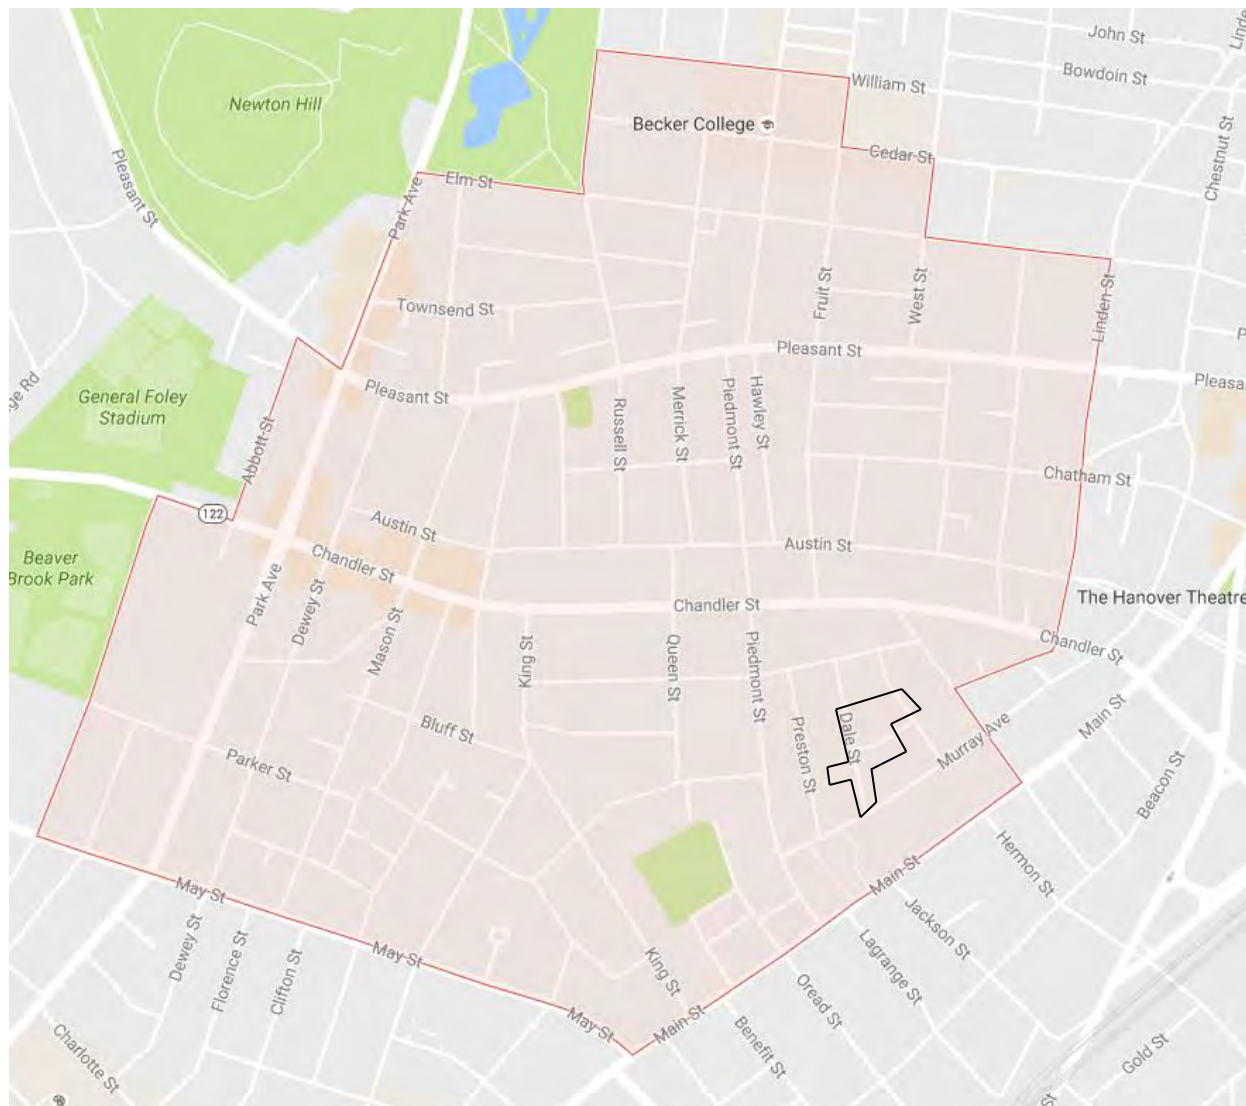 John St
Linde
Bowdoin St
William St
Newton Hill
Becker College
Chestnut St
Cedar St
Pleasant St
Elm St
Park Ave
Townsend St
Fruit St
West St
Linden St
Pleasant St
P
Pleasant St
Pleasa
ge Rd
General Foley
Stadium
Abbott St
Russell St
Merrick St
Piedmont St
Hawley St
Chatham St
122
Austin St
Austin St
Beaver
Brook Park
Chandler St
Park Ave
Dewey St
Mason St
Chandler St
The Hanover Theatre
King St
Queen St
Piedmont St
Chandler St
Main St
Bluff St
Preston St
Dale St
Murray Ave
Parker St
Beacon St
Hermon St
Main St
May St
Dewey St
Florence St
Clifton St
May St
King St
Jackson St
Lagrange St
Oread St
May St
Main St
Benefit St
Charlotte St
Gold St
St